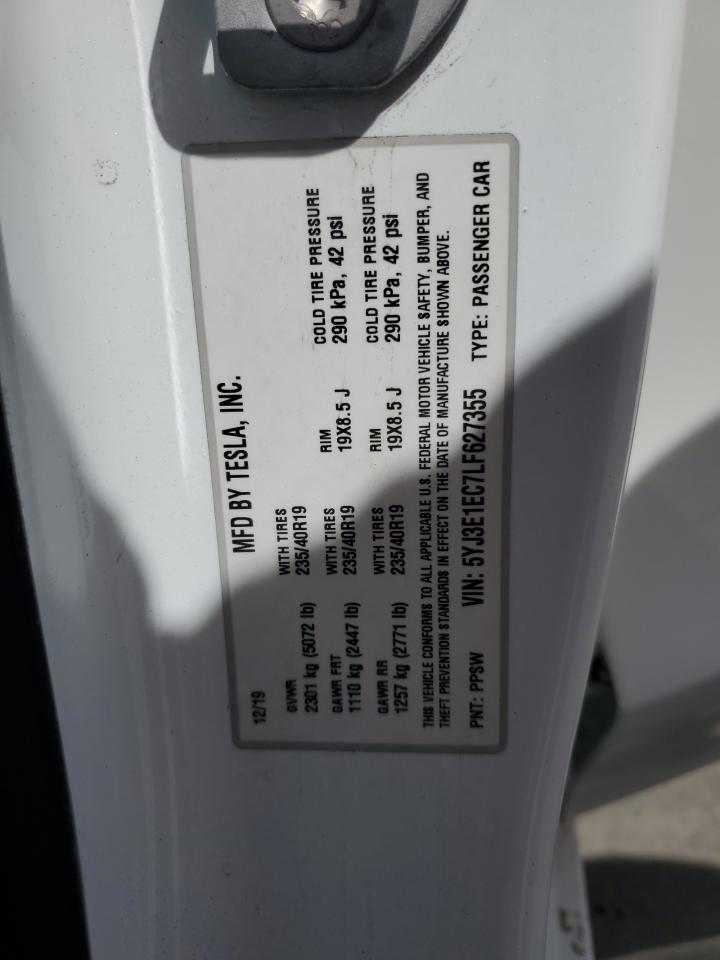 MFD BY TESLA, INC.
12/19
GVWR WITH TIRES RIM COLD TIRE PRESSURE
2301 kg (5072 lb) 235/40R19
GAWR FRT WITH TIRES RIM COLD TIRE PRESSURE
1110 kg (2447 lb) 235/40R19 19X8.5 J 290 kPa, 42 psi
GAWR RR WITH TIRES RIM COLD TIRE PRESSURE
1257 kg (2771 lb) 235/40R19 19X8.5 J 290 kPa, 42 psi
THIS VEHICLE CONFORMS TO ALL APPLICABLE U.S. FEDERAL MOTOR VEHICLE SAFETY, BUMPER, AND
THEFT PREVENTION STANDARDS IN EFFECT ON THE DATE OF MANUFACTURE SHOWN ABOVE.
PNT: PPSW VIN: 5YJ3E1EC7LF627355 TYPE: PASSENGER CAR